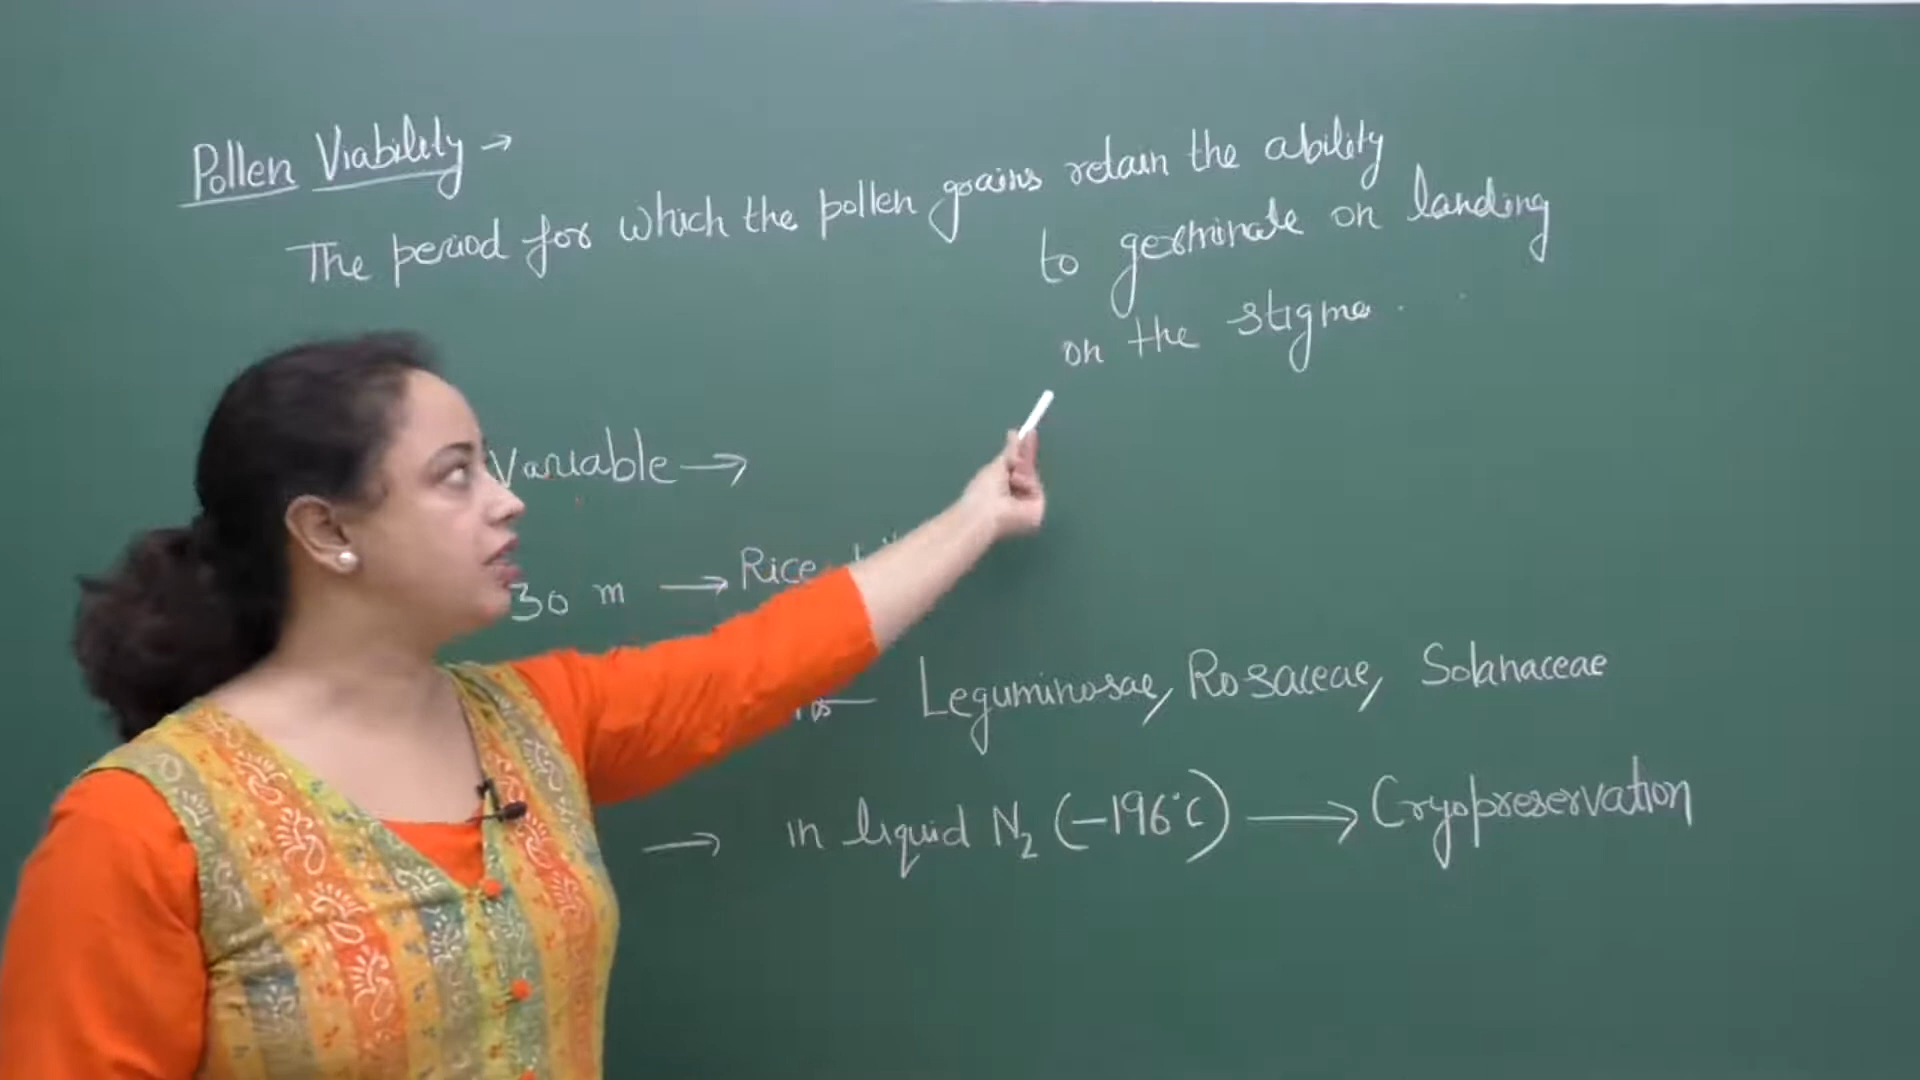 Pollen Viability →
The period for which the pollen grains retain the ability
to germinate on landing
on the stigma.
Variable →
30 m → Rice
Leguminosae, Rosaceae, Solanaceae
→ in liquid N₂ (-196°C) → Cryopreservation